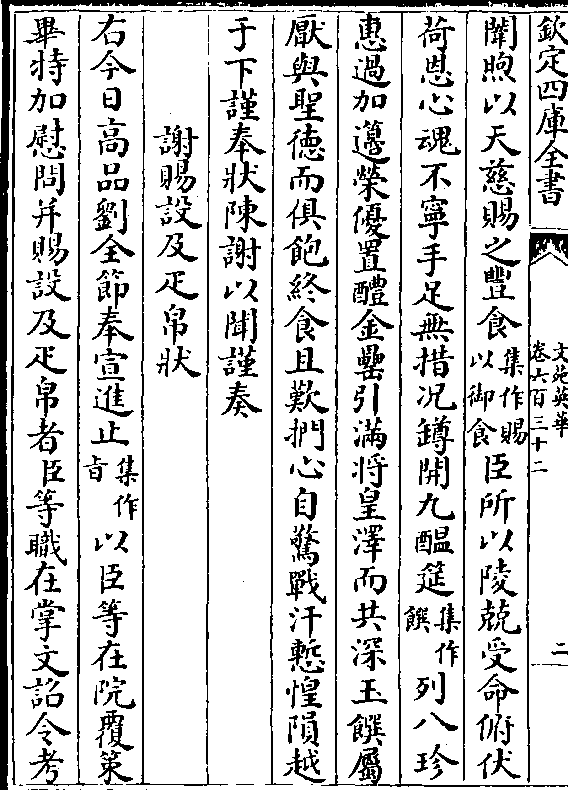 欽定四庫全書
文苑英華
卷六百三十二
二
闈煦以天慈賜之豐食集作賜以御食臣所以陵兢受命俯伏
荷恩心魂不寧手足無措况罇開九醖筵集作饌列八珍
惠過加籩榮優置醴金罍引滿將皇澤而共深玉饌屬
厭與聖德而俱飽終食且歎捫心自驚戰汗慙惶隕越
于下謹奉狀陳謝以聞謹奏
謝賜設及疋帛狀
右今日高品劉全節奉宣進止集作旨以臣等在院覆策
畢特加慰問并賜設及疋帛者臣等職在掌文詔令考